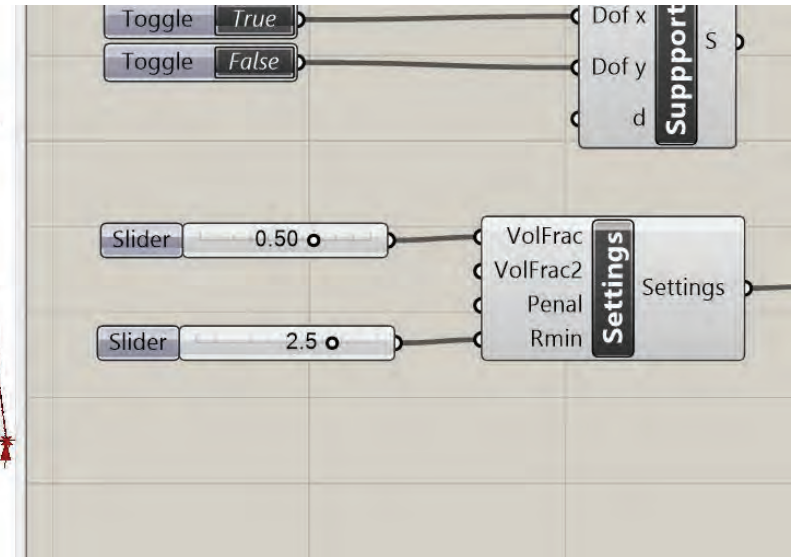 Toggle True
Dof x
Toggle False
Dof y
d
Suppport
S
Slider 0.50
VolFrac
VolFrac2
Penal
Rmin
Settings
Settings
Slider 2.5